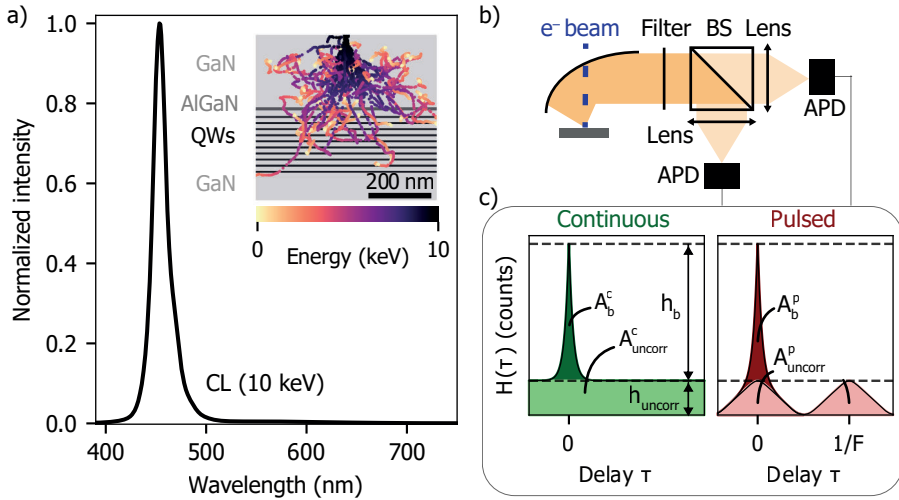 a)
1.0
0.8
0.6
0.4
0.2
0.0
Normalized intensity
400
500
600
700
Wavelength (nm)
CL (10 keV)
GaN
AlGaN
QWs
GaN
200 nm
0
10
Energy (keV)
b)
e⁻ beam
Filter
BS
Lens
APD
Lens
APD
c)
Continuous
Pulsed
H(τ) (counts)
A_b^c
A_uncorr^c
h_b
h_uncorr
0
Delay τ
A_b^p
A_uncorr^p
0
1/F
Delay τ